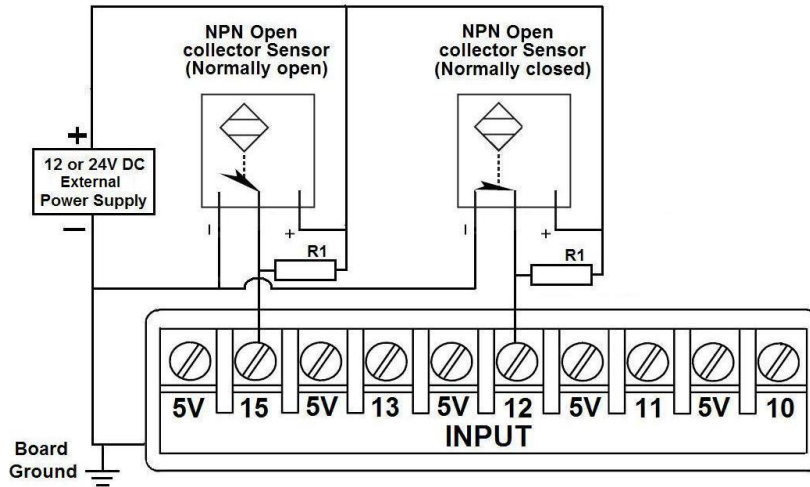 NPN Open
collector Sensor
(Normally open)
NPN Open
collector Sensor
(Normally closed)
+
12 or 24V DC
External
Power Supply
−
−
+
R1
−
+
R1
5V 15 5V 13 5V 12 5V 11 5V 10
INPUT
Board
Ground